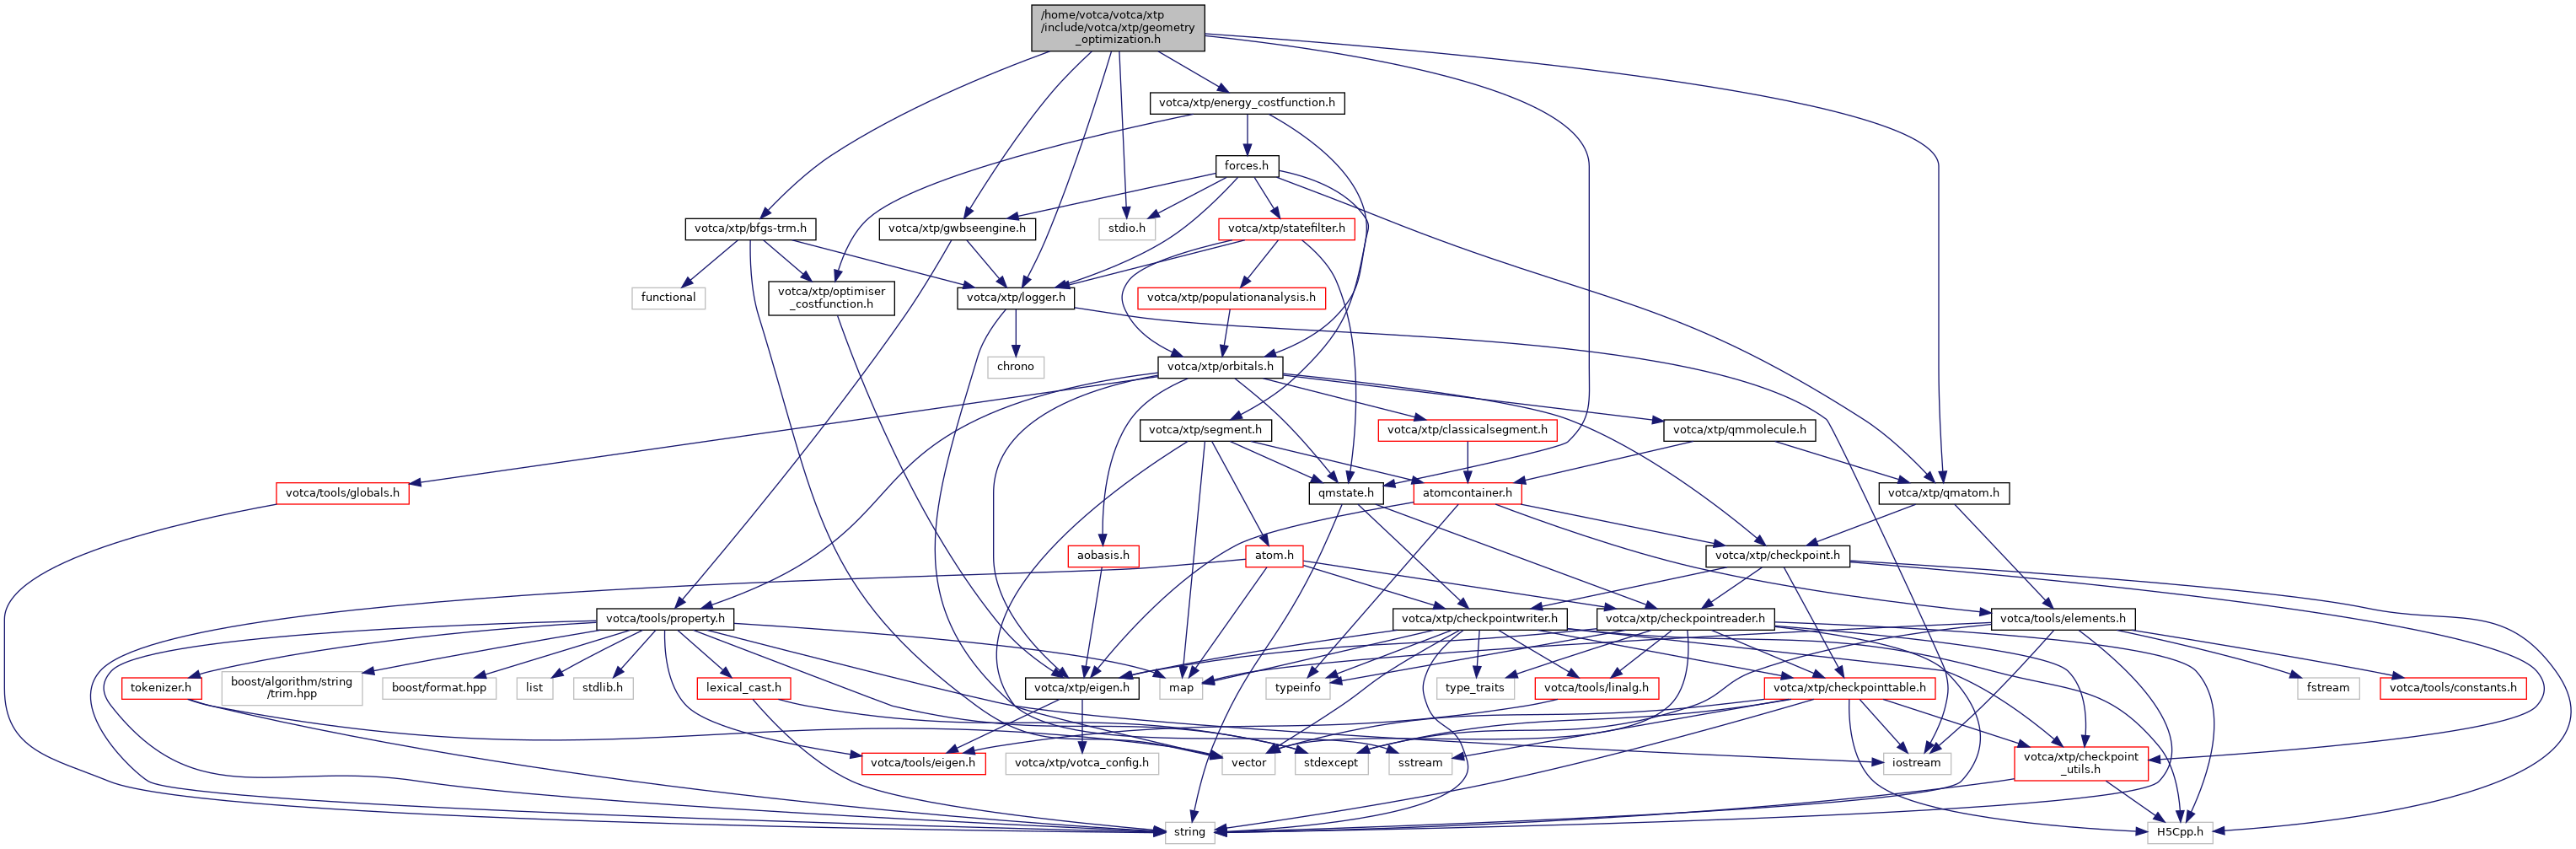 /home/votca/votca/xtp
/include/votca/xtp/geometry
_optimization.h
votca/xtp/energy_costfunction.h
forces.h
votca/xtp/bfgs-trm.h
votca/xtp/gwbseengine.h
stdio.h
votca/xtp/statefilter.h
functional
votca/xtp/optimiser
_costfunction.h
votca/xtp/logger.h
votca/xtp/populationanalysis.h
chrono
votca/xtp/orbitals.h
votca/xtp/segment.h
votca/xtp/classicalsegment.h
votca/xtp/qmmolecule.h
votca/tools/globals.h
qmstate.h
atomcontainer.h
votca/xtp/qmatom.h
aobasis.h
atom.h
votca/xtp/checkpoint.h
votca/tools/property.h
votca/xtp/checkpointwriter.h
votca/xtp/checkpointreader.h
votca/tools/elements.h
tokenizer.h
boost/algorithm/string
/trim.hpp
boost/format.hpp
list
stdlib.h
lexical_cast.h
votca/xtp/eigen.h
map
typeinfo
type_traits
votca/tools/linalg.h
votca/xtp/checkpointtable.h
fstream
votca/tools/constants.h
votca/tools/eigen.h
votca/xtp/votca_config.h
vector
stdexcept
sstream
iostream
votca/xtp/checkpoint
_utils.h
string
H5Cpp.h